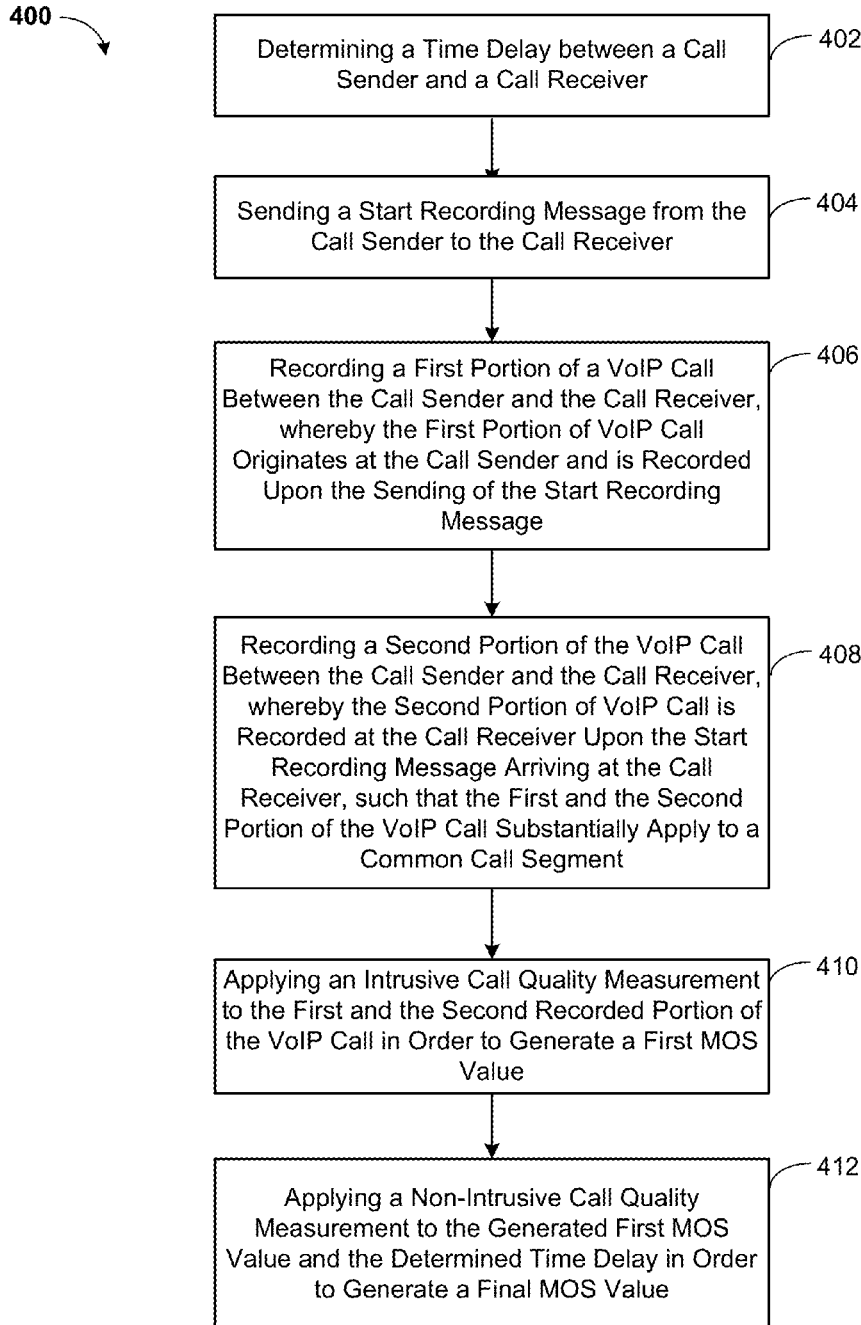 400
Determining a Time Delay between a Call
Sender and a Call Receiver
402
Sending a Start Recording Message from the
Call Sender to the Call Receiver
404
Recording a First Portion of a VoIP Call
Between the Call Sender and the Call Receiver,
whereby the First Portion of VoIP Call
Originates at the Call Sender and is Recorded
Upon the Sending of the Start Recording
Message
406
Recording a Second Portion of the VoIP Call
Between the Call Sender and the Call Receiver,
whereby the Second Portion of VoIP Call is
Recorded at the Call Receiver Upon the Start
Recording Message Arriving at the Call
Receiver, such that the First and the Second
Portion of the VoIP Call Substantially Apply to a
Common Call Segment
408
Applying an Intrusive Call Quality Measurement
to the First and the Second Recorded Portion of
the VoIP Call in Order to Generate a First MOS
Value
410
Applying a Non-Intrusive Call Quality
Measurement to the Generated First MOS
Value and the Determined Time Delay in Order
to Generate a Final MOS Value
412